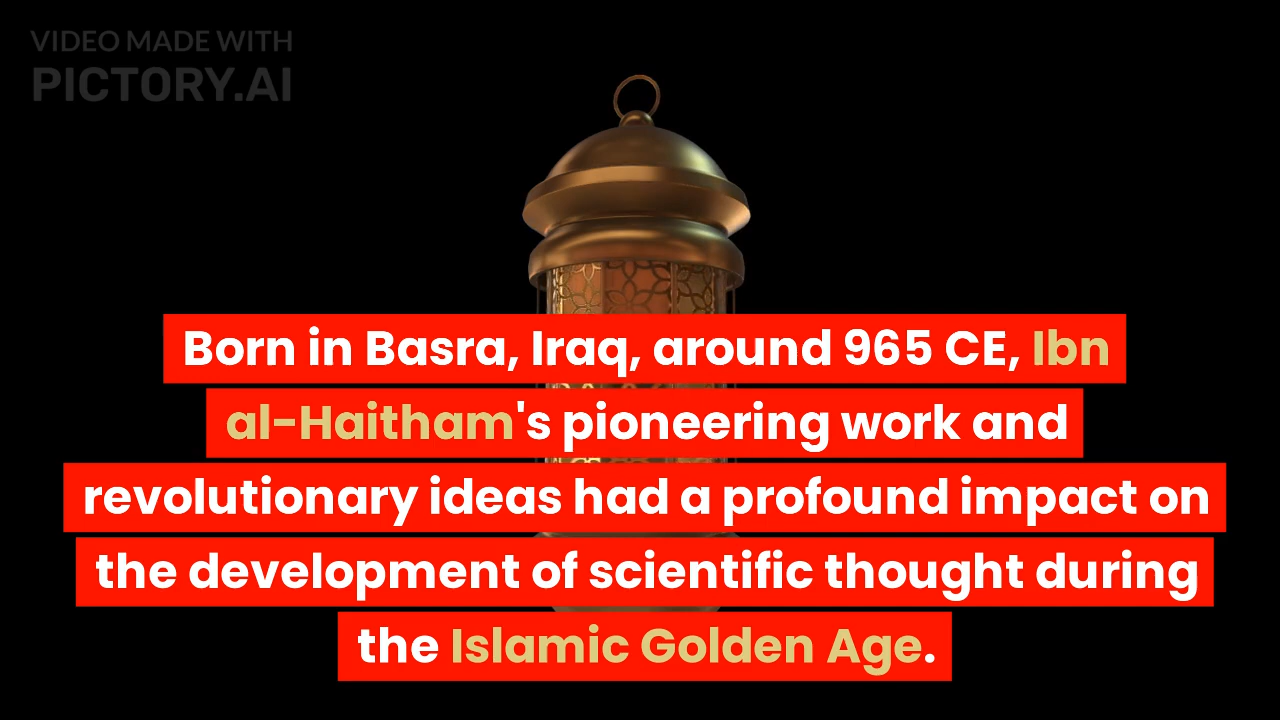 VIDEO MADE WITH
PICTORY.AI
Born in Basra, Iraq, around 965 CE, Ibn
al-Haitham's pioneering work and
revolutionary ideas had a profound impact on
the development of scientific thought during
the Islamic Golden Age.